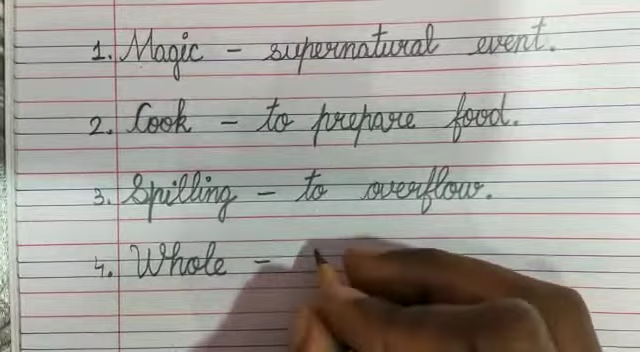 1. Magic - supernatural event.
2. Cook - to prepare food.
3. Spilling - to overflow.
4. Whole -